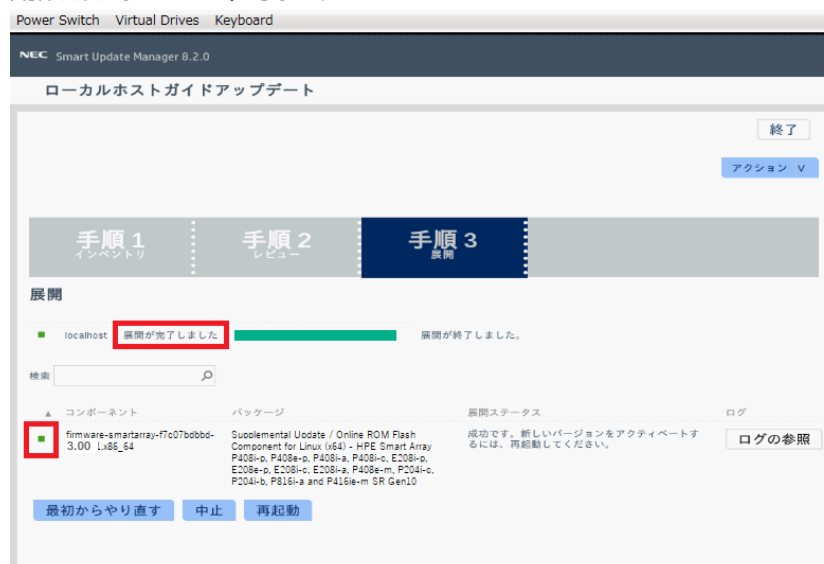 Power Switch Virtual Drives Keyboard
NEC Smart Update Manager 8.2.0
ローカルホストガイドアップデート
終了
アクション ∨
手順 1
インベントリ
手順 2
レビュー
手順 3
展開
展開
localhost 展開が完了しました 展開が終了しました。
検索
コンポーネント パッケージ 展開ステータス ログ
firmware-smartarray-f7c07bdbbd-
3.00 1.x86_64
Supplemental Update / Online ROM Flash
Component for Linux (x64) - HPE Smart Array
P408i-p, P408e-p, P408i-a, P408i-c, E208i-p,
E208e-p, E208i-c, E208i-a, P408e-m, P204i-c,
P204i-b, P816i-a and P416ie-m SR Gen10
成功です。新しいバージョンをアクティベートす
るには、再起動してください。
ログの参照
最初からやり直す 中止 再起動